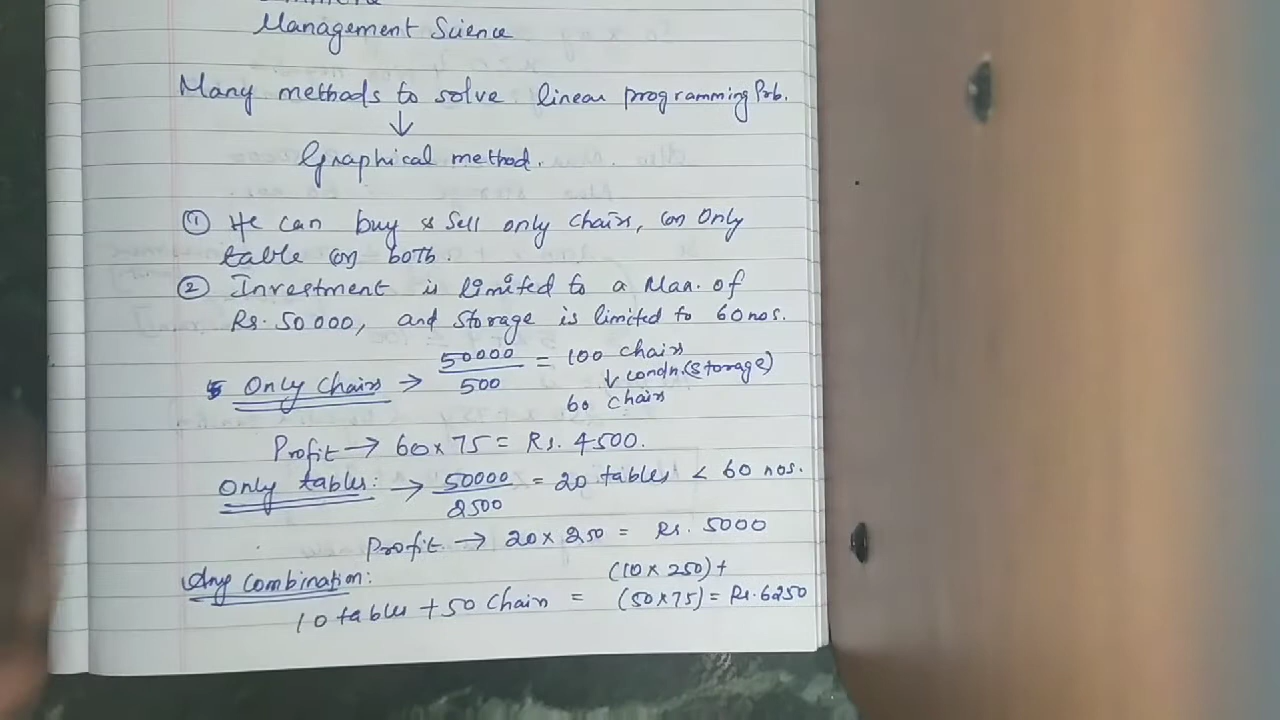 Management Science
Many methods to solve linear programming Prb.
↓
Graphical method.
① He can buy & Sell only chairs, or Only
table or both.
② Investment is limited to a Max. of
Rs. 50000, and Storage is limited to 60 nos.
Only Chairs → 50000/500 = 100 chairs
↓ condn. (Storage)
60 chairs
Profit → 60 x 75 = Rs. 4500.
Only tables: → 50000/2500 = 20 tables < 60 nos.
Profit → 20 x 250 = Rs. 5000
Any Combination:
10 tables + 50 Chairs = (10 x 250) + (50 x 75) = Rs. 6250